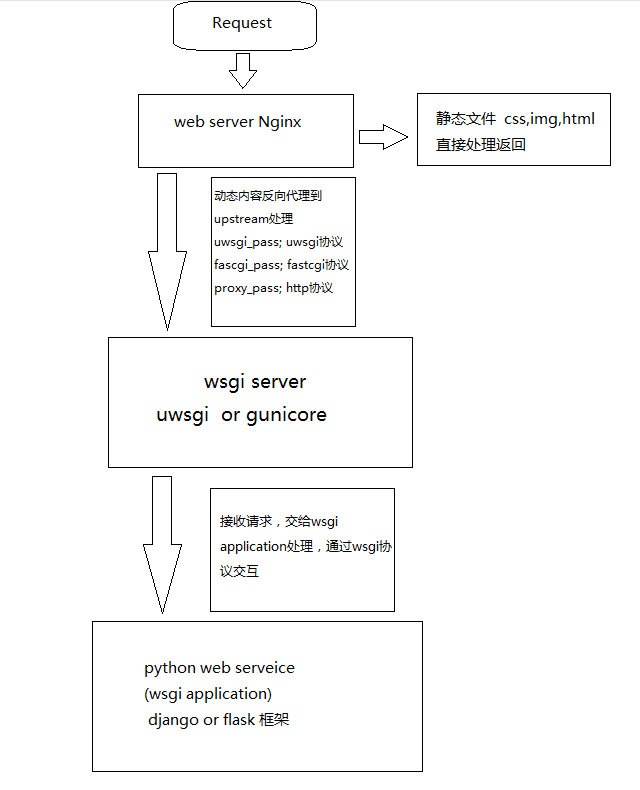 Request
web server Nginx
静态文件 css,img,html
直接处理返回
动态内容反向代理到
upstream处理
uwsgi_pass; uwsgi协议
fascgi_pass; fastcgi协议
proxy_pass; http协议
wsgi server
uwsgi or gunicore
接收请求，交给wsgi
application处理，通过wsgi协
议交互
python web serveice
(wsgi application)
django or flask 框架